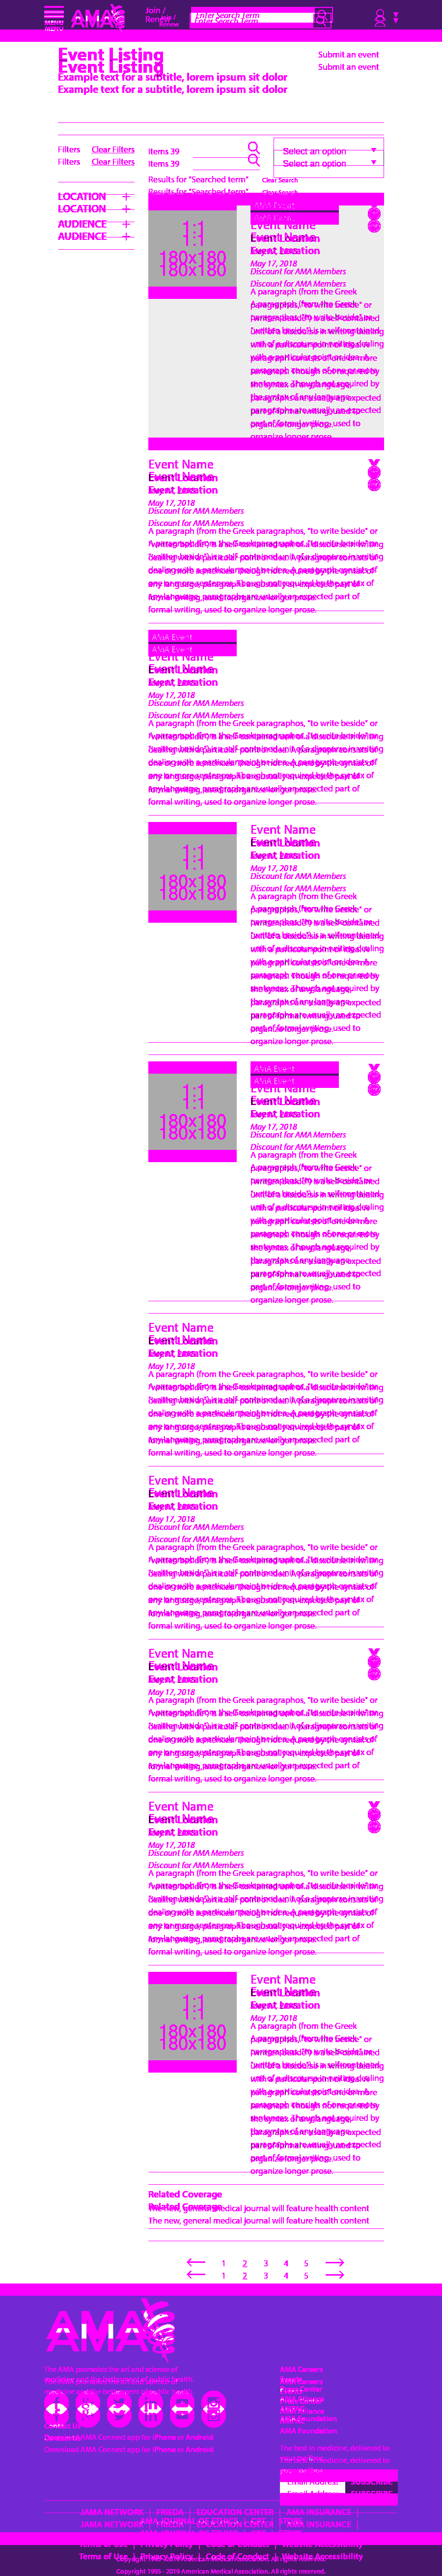 MENU
AMA
Join /
Renew
Enter Search Term
Event Listing
Submit an event
Example text for a subtitle, lorem ipsum sit dolor
Filters
Clear Filters
Items 39
Select an option
Results for "Searched term"
Clear Search
LOCATION
AUDIENCE
1:1
180x180
AMA Event
Event Name
Event Location
May 17, 2018
Discount for AMA Members
A paragraph (from the Greek
paragraphos, "to write beside" or
"written beside") is a self-contained
unit of a discourse in writing dealing
with a particular point or idea. A
paragraph consists of one or more
sentences. Though not required by
the syntax of any language,
paragraphs are usually an expected
part of formal writing, used to
organize longer prose.
Event Name
Event Location
May 17, 2018
Discount for AMA Members
A paragraph (from the Greek paragraphos, "to write beside" or
"written beside") is a self-contained unit of a discourse in writing
dealing with a particular point or idea. A paragraph consists of
one or more sentences. Though not required by the syntax of
any language, paragraphs are usually an expected part of
formal writing, used to organize longer prose.
AMA Event
Event Name
Event Location
May 17, 2018
Discount for AMA Members
A paragraph (from the Greek paragraphos, "to write beside" or
"written beside") is a self-contained unit of a discourse in writing
dealing with a particular point or idea. A paragraph consists of
one or more sentences. Though not required by the syntax of
any language, paragraphs are usually an expected part of
formal writing, used to organize longer prose.
1:1
180x180
Event Name
Event Location
May 17, 2018
Discount for AMA Members
A paragraph (from the Greek
paragraphos, "to write beside" or
"written beside") is a self-contained
unit of a discourse in writing dealing
with a particular point or idea. A
paragraph consists of one or more
sentences. Though not required by
the syntax of any language,
paragraphs are usually an expected
part of formal writing, used to
organize longer prose.
1:1
180x180
AMA Event
Event Name
Event Location
May 17, 2018
Discount for AMA Members
A paragraph (from the Greek
paragraphos, "to write beside" or
"written beside") is a self-contained
unit of a discourse in writing dealing
with a particular point or idea. A
paragraph consists of one or more
sentences. Though not required by
the syntax of any language,
paragraphs are usually an expected
part of formal writing, used to
organize longer prose.
Event Name
Event Location
May 17, 2018
A paragraph (from the Greek paragraphos, "to write beside" or
"written beside") is a self-contained unit of a discourse in writing
dealing with a particular point or idea. A paragraph consists of
one or more sentences. Though not required by the syntax of
any language, paragraphs are usually an expected part of
formal writing, used to organize longer prose.
Event Name
Event Location
May 17, 2018
Discount for AMA Members
A paragraph (from the Greek paragraphos, "to write beside" or
"written beside") is a self-contained unit of a discourse in writing
dealing with a particular point or idea. A paragraph consists of
one or more sentences. Though not required by the syntax of
any language, paragraphs are usually an expected part of
formal writing, used to organize longer prose.
Event Name
Event Location
May 17, 2018
A paragraph (from the Greek paragraphos, "to write beside" or
"written beside") is a self-contained unit of a discourse in writing
dealing with a particular point or idea. A paragraph consists of
one or more sentences. Though not required by the syntax of
any language, paragraphs are usually an expected part of
formal writing, used to organize longer prose.
Event Name
Event Location
May 17, 2018
Discount for AMA Members
A paragraph (from the Greek paragraphos, "to write beside" or
"written beside") is a self-contained unit of a discourse in writing
dealing with a particular point or idea. A paragraph consists of
one or more sentences. Though not required by the syntax of
any language, paragraphs are usually an expected part of
formal writing, used to organize longer prose.
1:1
180x180
Event Name
Event Location
May 17, 2018
A paragraph (from the Greek
paragraphos, "to write beside" or
"written beside") is a self-contained
unit of a discourse in writing dealing
with a particular point or idea. A
paragraph consists of one or more
sentences. Though not required by
the syntax of any language,
paragraphs are usually an expected
part of formal writing, used to
organize longer prose.
Related Coverage
The new, general medical journal will feature health content
1 2 3 4 5
AMA
The AMA promotes the art and science of
medicine and the betterment of public health.
Contact Us
Download AMA Connect app for iPhone or Android
AMA Careers
Events
Press Center
AMA Alliance
AMPAC
AMA Foundation
The best in medicine, delivered to
your mailbox
Email Address
SUBSCRIBE
JAMA NETWORK | FRIEDA | EDUCATION CENTER | AMA INSURANCE |
AMA JOURNAL OF ETHICS | CPT | STORE
Terms of Use | Privacy Policy | Code of Conduct | Website Accessibility
Copyright 1995 - 2019 American Medical Association. All rights reserved.